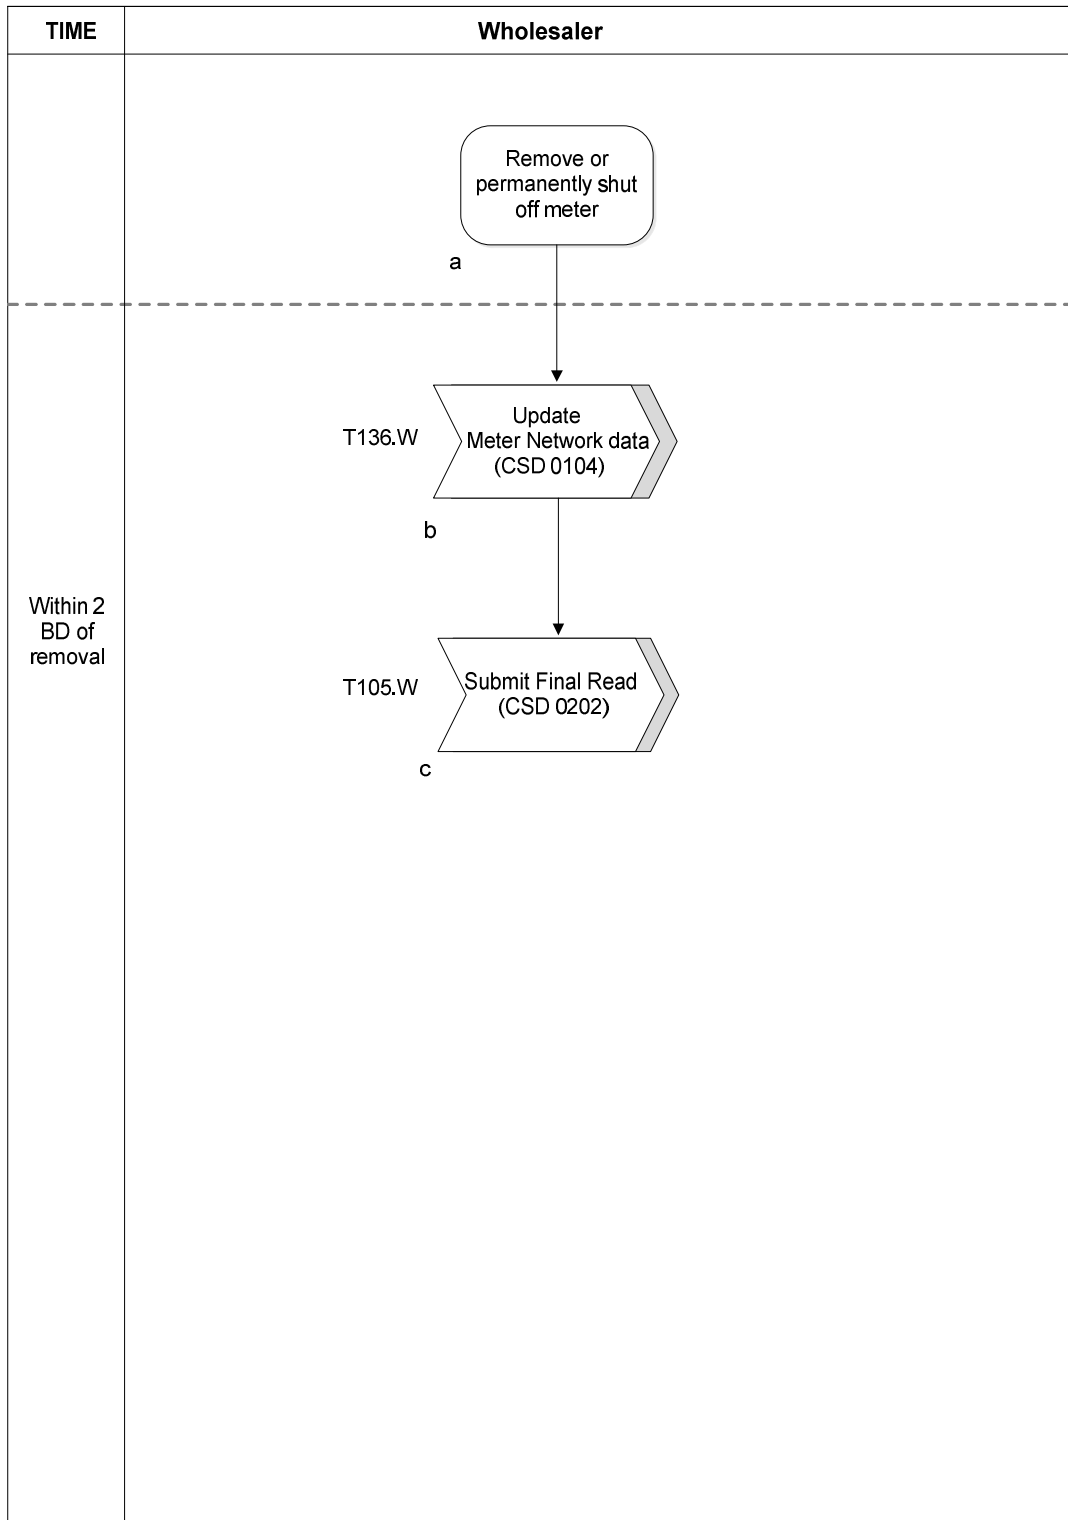 TIME
Wholesaler
Remove or
permanently shut
off meter
a
T136.W
Update
Meter Network data
(CSD 0104)
b
Within 2
BD of
removal
T105.W
Submit Final Read
(CSD 0202)
c